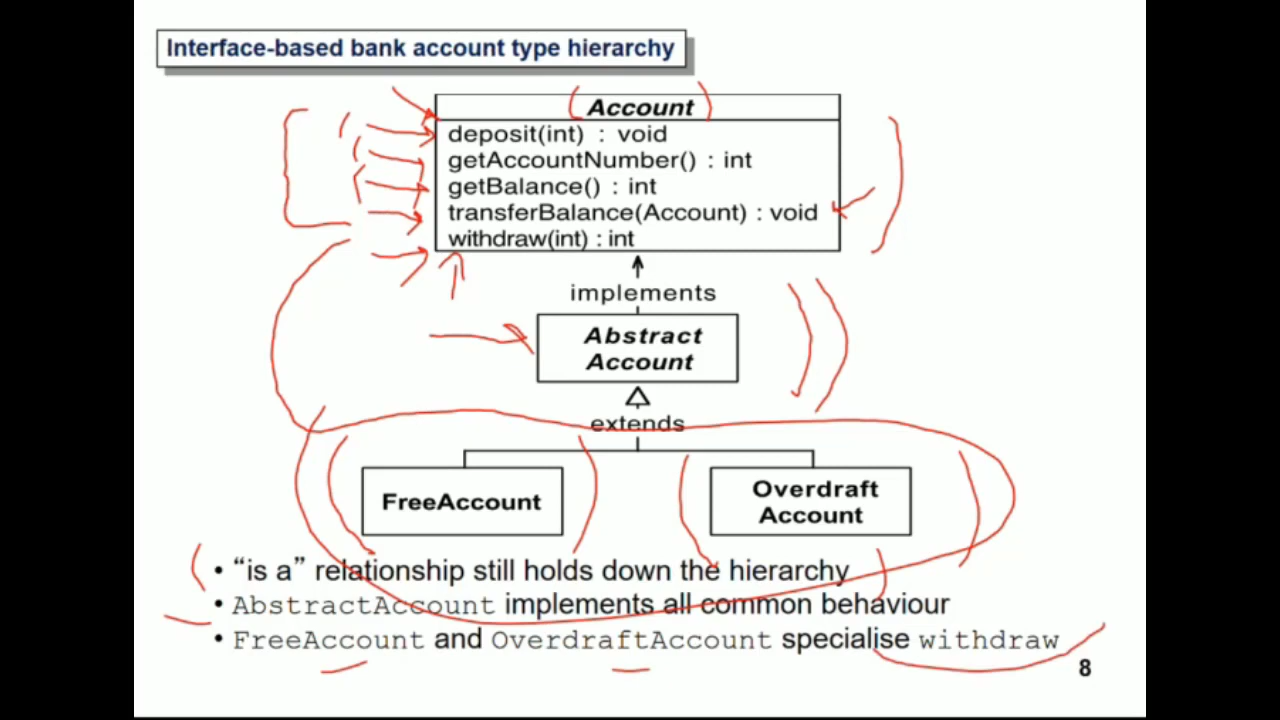 Interface-based bank account type hierarchy
Account
deposit(int) : void
getAccountNumber() : int
getBalance() : int
transferBalance(Account) : void
withdraw(int) : int
implements
Abstract
Account
extends
FreeAccount
Overdraft
Account
• “is a” relationship still holds down the hierarchy
• AbstractAccount implements all common behaviour
• FreeAccount and OverdraftAccount specialise withdraw
8